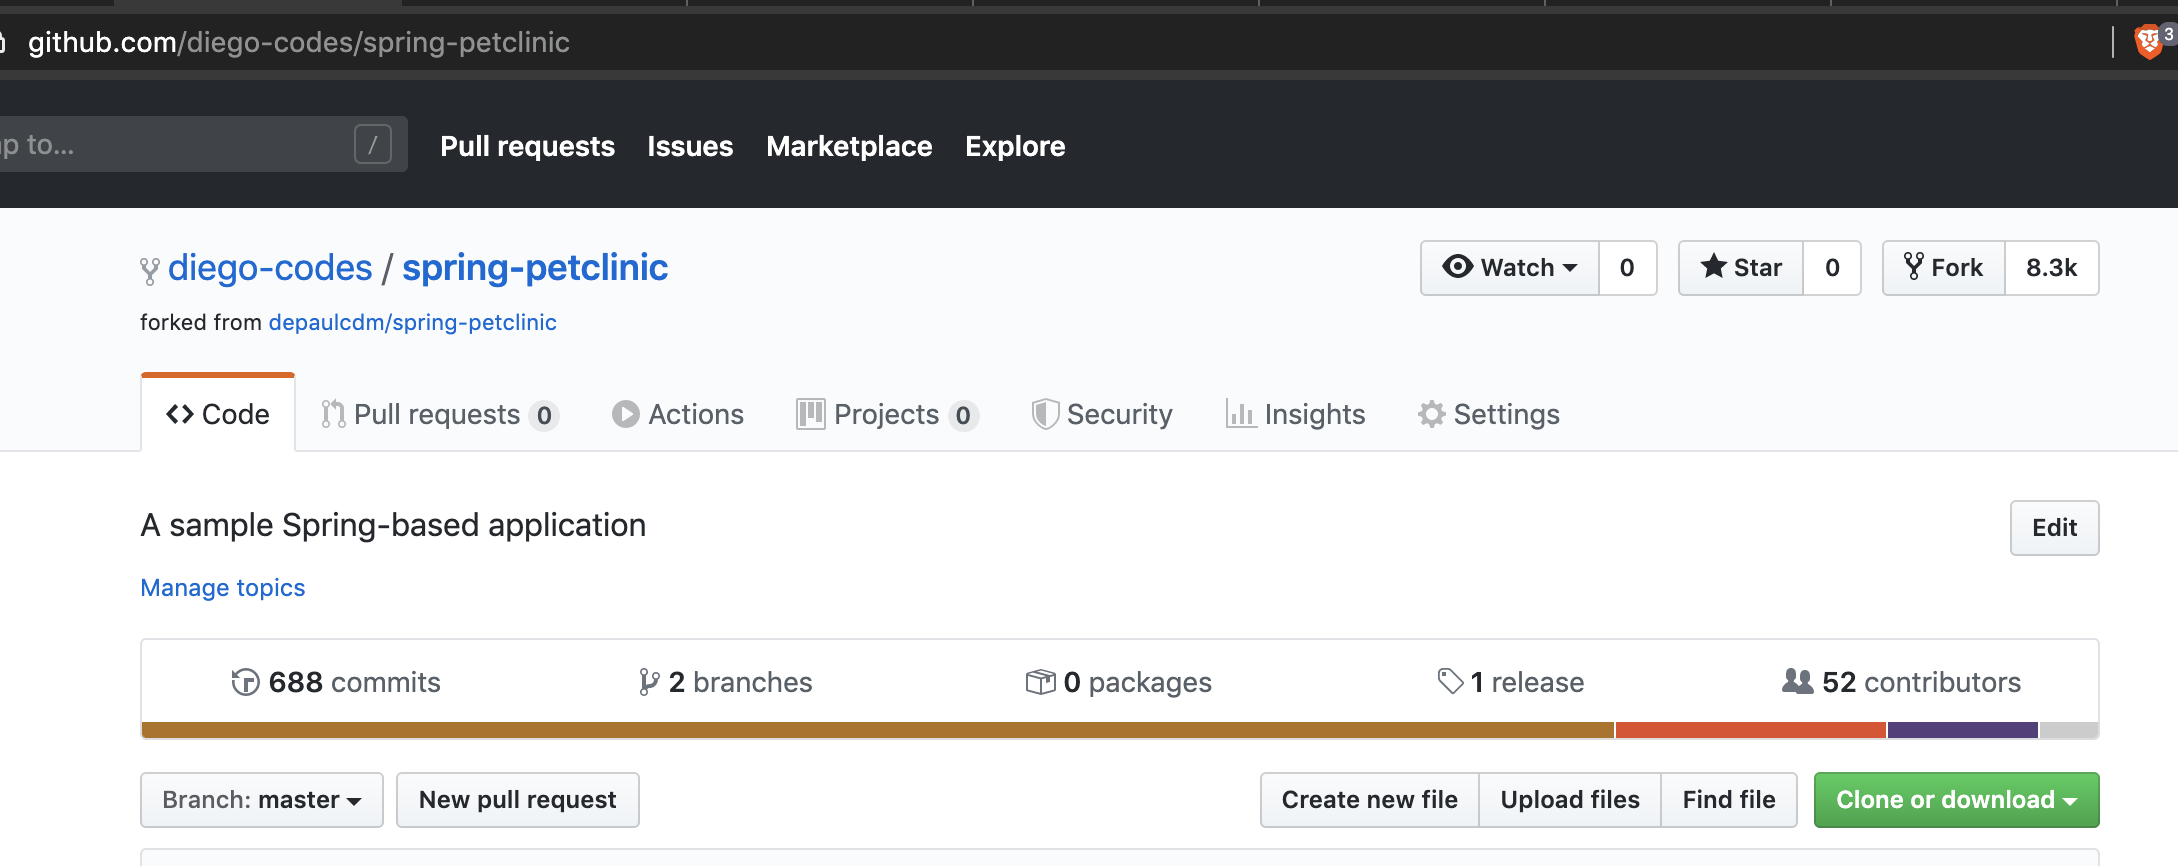 github.com/diego-codes/spring-petclinic
3
to...
/
Pull requests Issues Marketplace Explore
diego-codes / spring-petclinic
Watch 0 Star 0 Fork 8.3k
forked from depaulcdm/spring-petclinic
Code Pull requests 0 Actions Projects 0 Security Insights Settings
A sample Spring-based application
Edit
Manage topics
688 commits 2 branches 0 packages 1 release 52 contributors
Branch: master New pull request Create new file Upload files Find file Clone or download